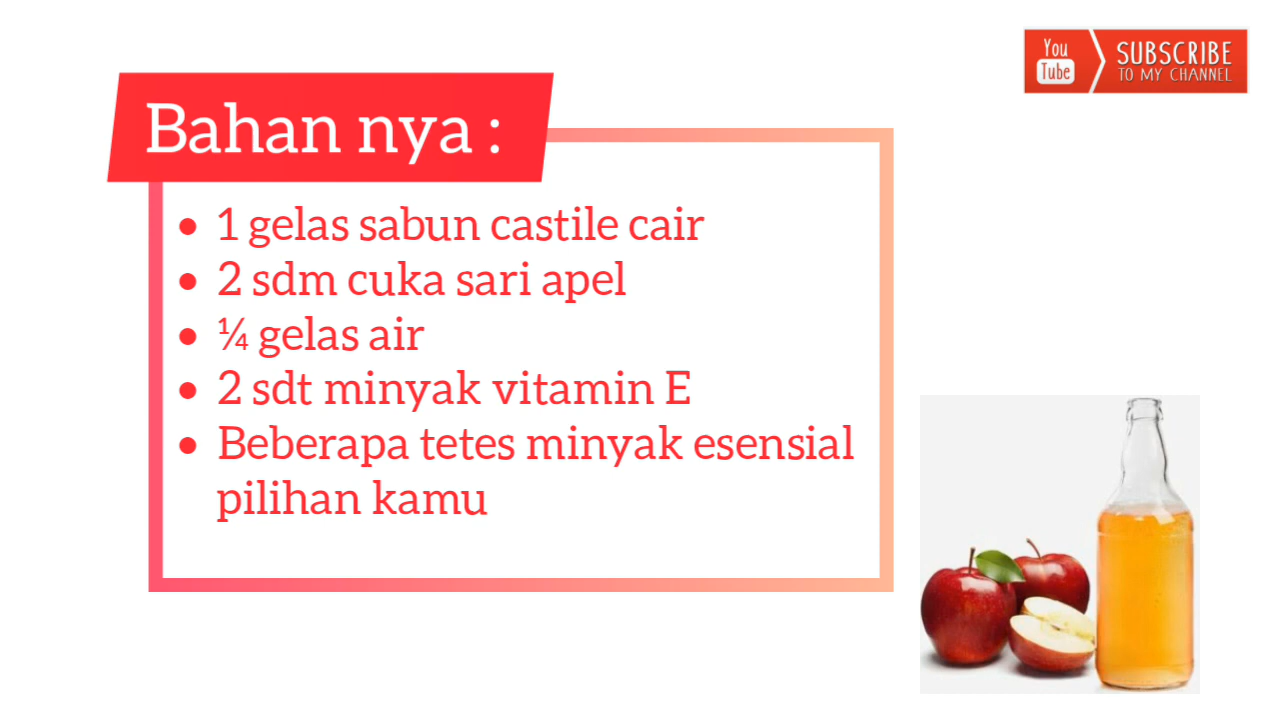 You
Tube
SUBSCRIBE
TO MY CHANNEL
Bahan nya :
• 1 gelas sabun castile cair
• 2 sdm cuka sari apel
• ¼ gelas air
• 2 sdt minyak vitamin E
• Beberapa tetes minyak esensial
pilihan kamu